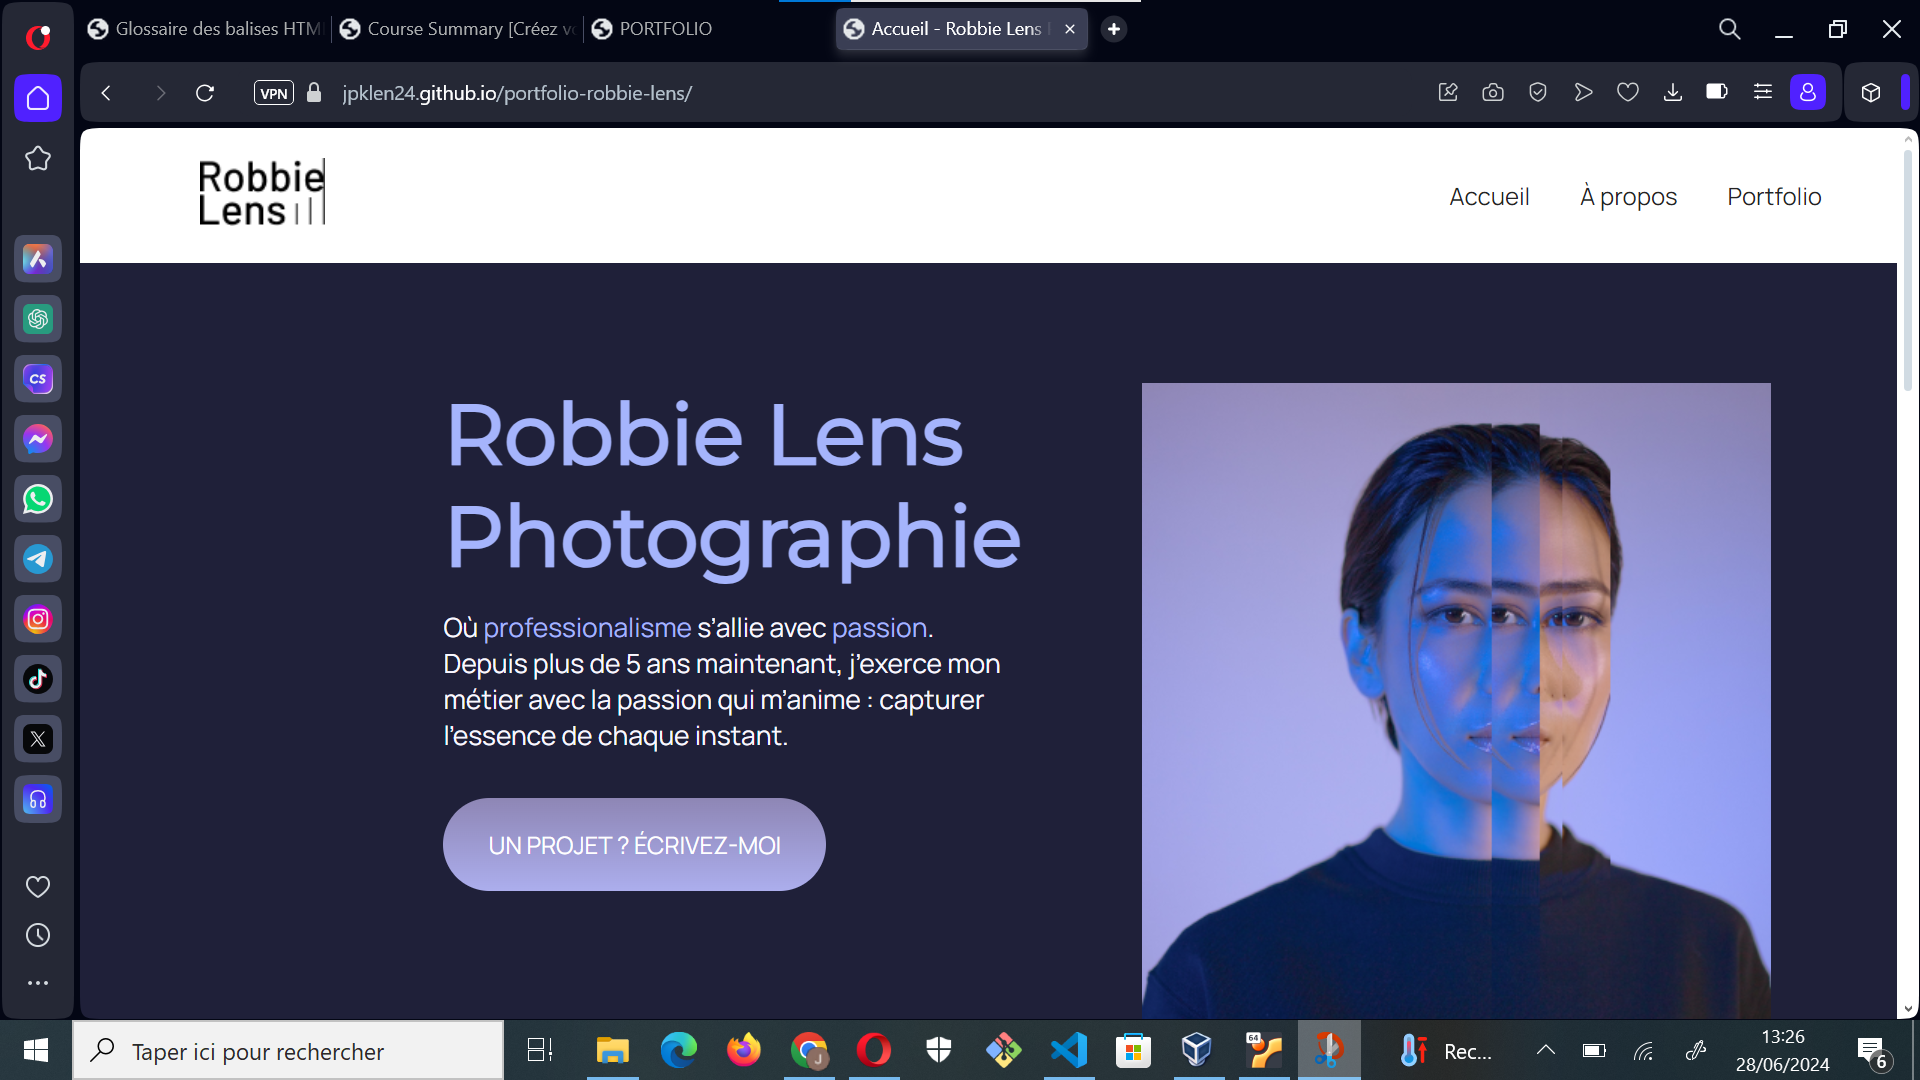 Glossaire des balises HTM
Course Summary [Créez v
PORTFOLIO
Accueil - Robbie Lens
VPN
jpklen24.github.io/portfolio-robbie-lens/
Robbie
Lens
Accueil
À propos
Portfolio
Robbie Lens
Photographie
Où professionalisme s’allie avec passion.
Depuis plus de 5 ans maintenant, j’exerce mon
métier avec la passion qui m’anime : capturer
l’essence de chaque instant.
UN PROJET ? ÉCRIVEZ-MOI
CS
Taper ici pour rechercher
J
64
Rec...
13:26
28/06/2024
6